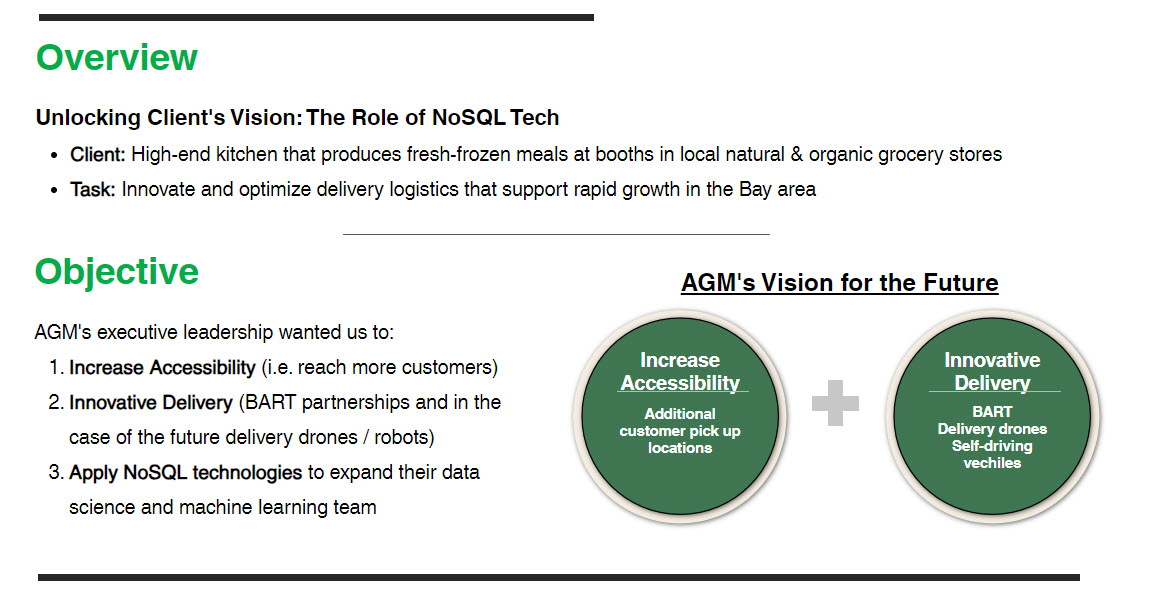 Overview
Unlocking Client's Vision: The Role of NoSQL Tech
• Client: High-end kitchen that produces fresh-frozen meals at booths in local natural & organic grocery stores
• Task: Innovate and optimize delivery logistics that support rapid growth in the Bay area
Objective
AGM's executive leadership wanted us to:
1. Increase Accessibility (i.e. reach more customers)
2. Innovative Delivery (BART partnerships and in the
case of the future delivery drones / robots)
3. Apply NoSQL technologies to expand their data
science and machine learning team
AGM's Vision for the Future
Increase
Accessibility
Additional
customer pick up
locations
Innovative
Delivery
BART
Delivery drones
Self-driving
vechiles